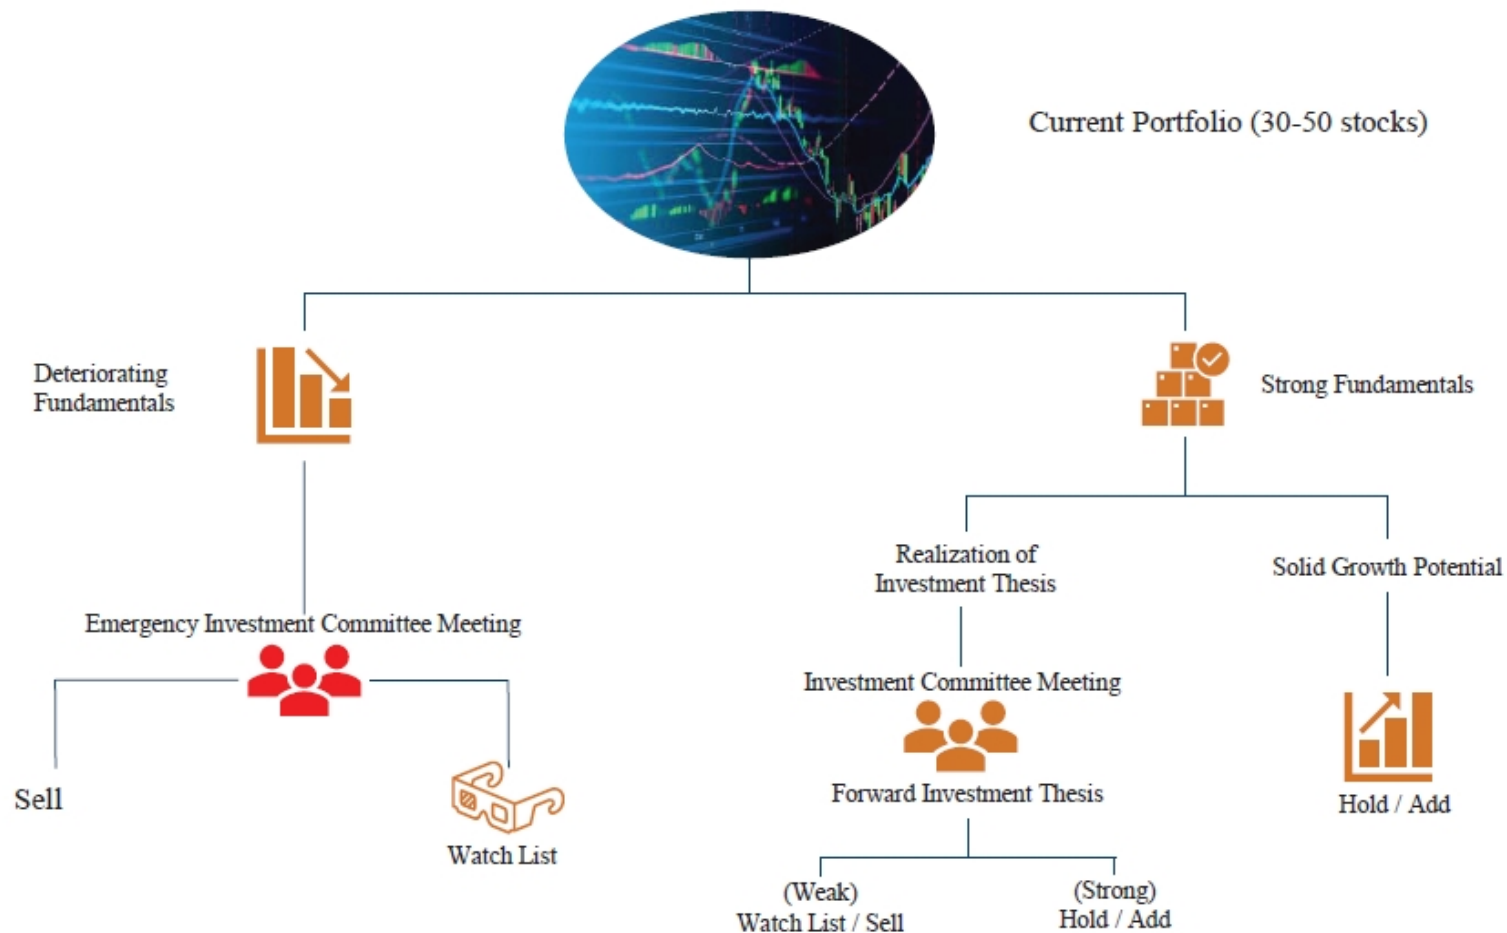 Current Portfolio (30-50 stocks)
Deteriorating
Fundamentals
Strong Fundamentals
Realization of
Investment Thesis
Solid Growth Potential
Emergency Investment Committee Meeting
Investment Committee Meeting
Forward Investment Thesis
Sell
Hold / Add
Watch List
(Weak)
Watch List / Sell
(Strong)
Hold / Add